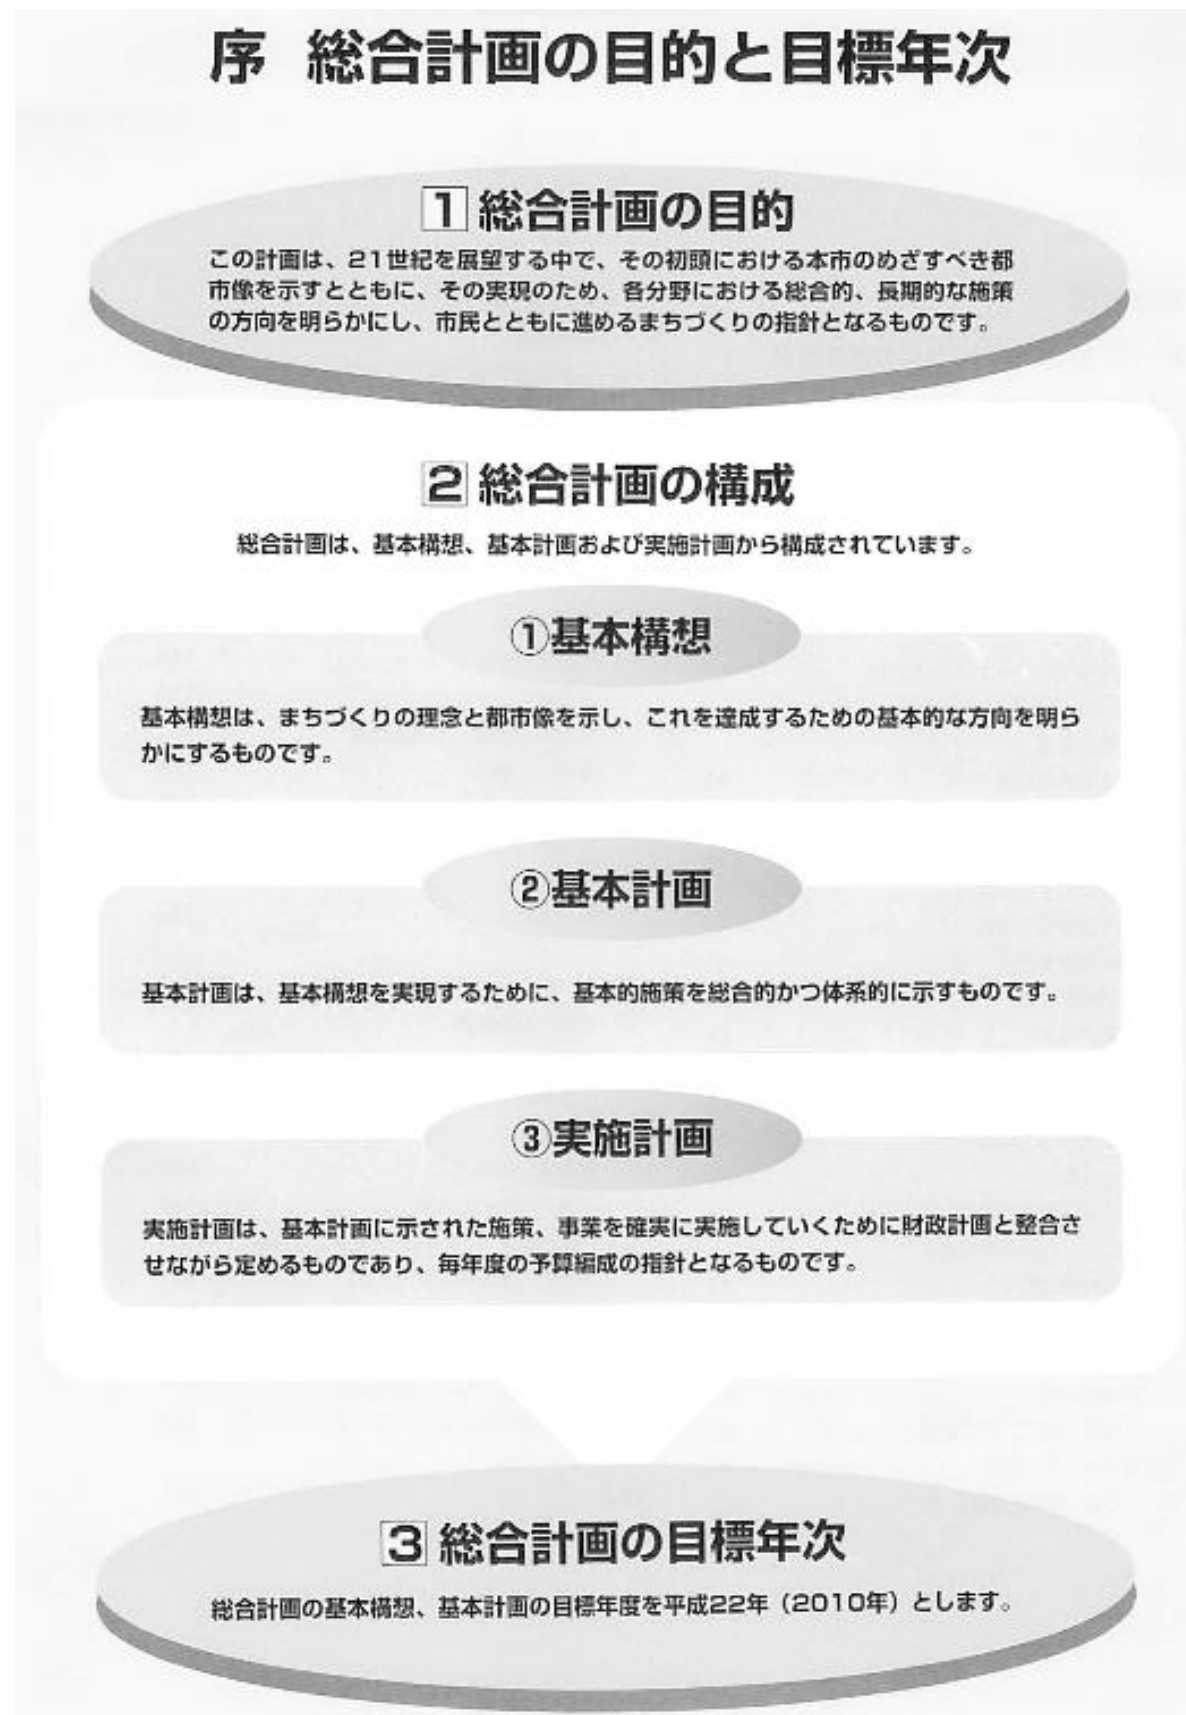 序 総合計画の目的と目標年次
1 総合計画の目的
この計画は、21世紀を展望する中で、その初頭における本市のめざすべき都
市像を示すとともに、その実現のため、各分野における総合的、長期的な施策
の方向を明らかにし、市民とともに進めるまちづくりの指針となるものです。
2 総合計画の構成
総合計画は、基本構想、基本計画および実施計画から構成されています。
①基本構想
基本構想は、まちづくりの理念と都市像を示し、これを達成するための基本的な方向を明ら
かにするものです。
②基本計画
基本計画は、基本構想を実現するために、基本的施策を総合的かつ体系的に示すものです。
③実施計画
実施計画は、基本計画に示された施策、事業を確実に実施していくために財政計画と整合さ
せながら定めるものであり、毎年度の予算編成の指針となるものです。
3 総合計画の目標年次
総合計画の基本構想、基本計画の目標年度を平成22年（2010年）とします。